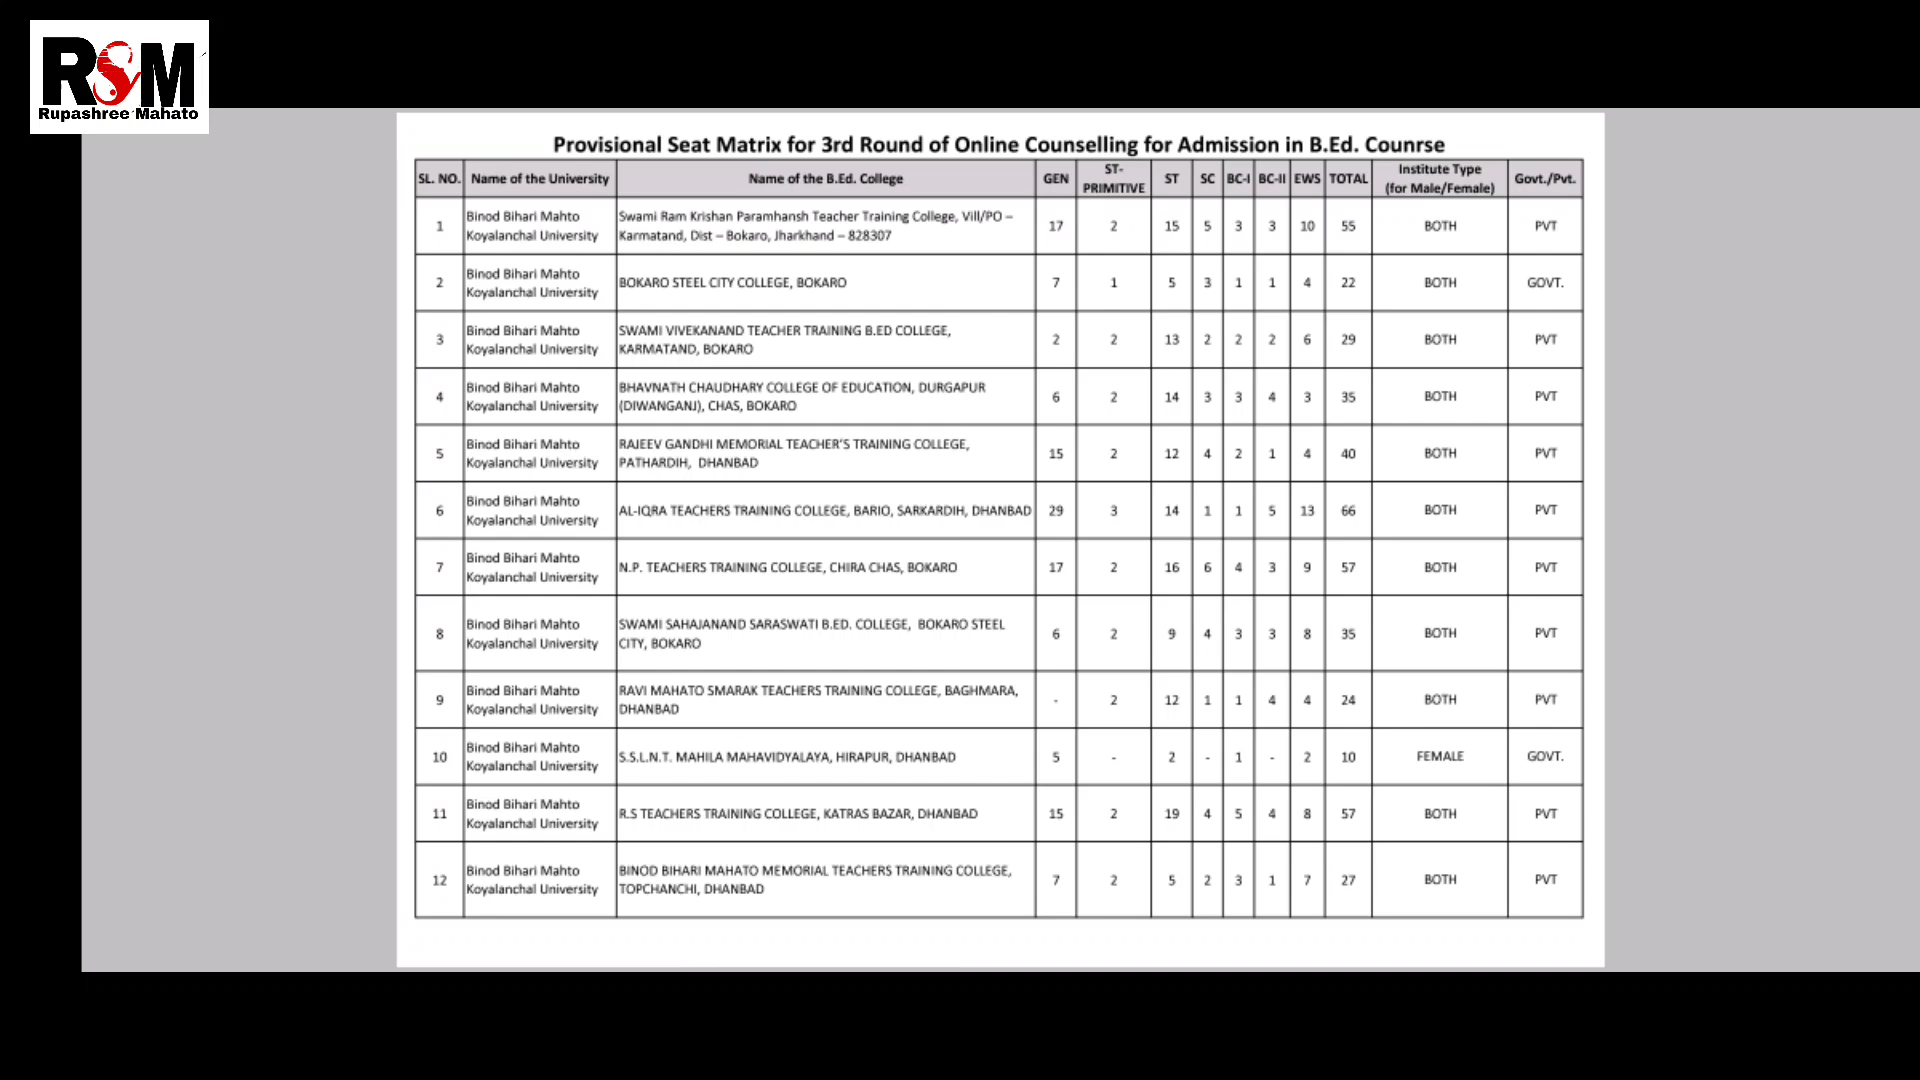 RSM
Rupashree Mahato
Provisional Seat Matrix for 3rd Round of Online Counselling for Admission in B.Ed. Counrse
SL. NO. Name of the University Name of the B.Ed. College GEN ST-PRIMITIVE ST SC BC-I BC-II EWS TOTAL Institute Type (for Male/Female) Govt./Pvt.
1 Binod Bihari Mahto Koyalanchal University Swami Ram Krishan Paramhansh Teacher Training College, Vill/PO – Karmatand, Dist – Bokaro, Jharkhand – 828307 17 2 15 5 3 3 10 55 BOTH PVT
2 Binod Bihari Mahto Koyalanchal University BOKARO STEEL CITY COLLEGE, BOKARO 7 1 5 3 1 1 4 22 BOTH GOVT.
3 Binod Bihari Mahto Koyalanchal University SWAMI VIVEKANAND TEACHER TRAINING B.ED COLLEGE, KARMATAND, BOKARO 2 2 13 2 2 2 6 29 BOTH PVT
4 Binod Bihari Mahto Koyalanchal University BHAVNATH CHAUDHARY COLLEGE OF EDUCATION, DURGAPUR (DIWANGANJ), CHAS, BOKARO 6 2 14 3 3 4 3 35 BOTH PVT
5 Binod Bihari Mahto Koyalanchal University RAJEEV GANDHI MEMORIAL TEACHER'S TRAINING COLLEGE, PATHARDIH, DHANBAD 15 2 12 4 2 1 4 40 BOTH PVT
6 Binod Bihari Mahto Koyalanchal University AL-IQRA TEACHERS TRAINING COLLEGE, BARIO, SARKARDIH, DHANBAD 29 3 14 1 1 5 13 66 BOTH PVT
7 Binod Bihari Mahto Koyalanchal University N.P. TEACHERS TRAINING COLLEGE, CHIRA CHAS, BOKARO 17 2 16 6 4 3 9 57 BOTH PVT
8 Binod Bihari Mahto Koyalanchal University SWAMI SAHAJANAND SARASWATI B.ED. COLLEGE, BOKARO STEEL CITY, BOKARO 6 2 9 4 3 3 8 35 BOTH PVT
9 Binod Bihari Mahto Koyalanchal University RAVI MAHATO SMARAK TEACHERS TRAINING COLLEGE, BAGHMARA, DHANBAD - 2 12 1 1 4 4 24 BOTH PVT
10 Binod Bihari Mahto Koyalanchal University S.S.L.N.T. MAHILA MAHAVIDYALAYA, HIRAPUR, DHANBAD 5 - 2 - 1 - 2 10 FEMALE GOVT.
11 Binod Bihari Mahto Koyalanchal University R.S TEACHERS TRAINING COLLEGE, KATRAS BAZAR, DHANBAD 15 2 19 4 5 4 8 57 BOTH PVT
12 Binod Bihari Mahto Koyalanchal University BINOD BIHARI MAHATO MEMORIAL TEACHERS TRAINING COLLEGE, TOPCHANCHI, DHANBAD 7 2 5 2 3 1 7 27 BOTH PVT